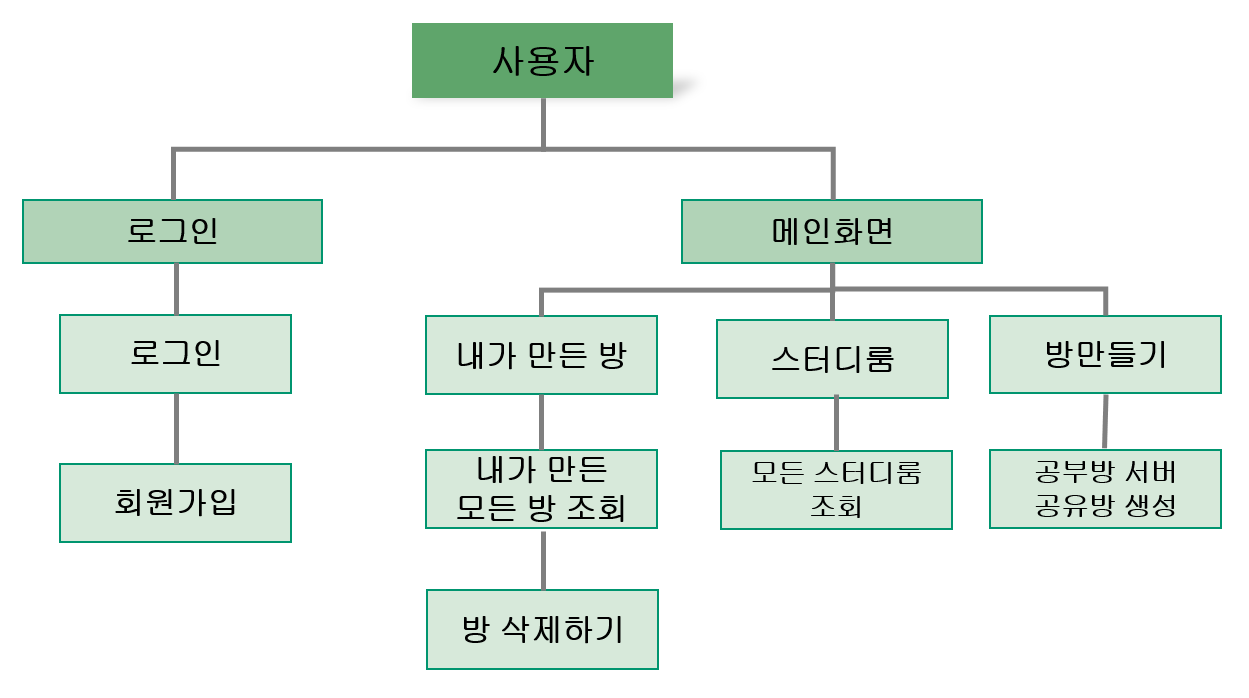 사용자
로그인
메인화면
로그인
내가 만든 방
스터디룸
방만들기
회원가입
내가 만든
모든 방 조회
모든 스터디룸
조회
공부방 서버
공유방 생성
방 삭제하기